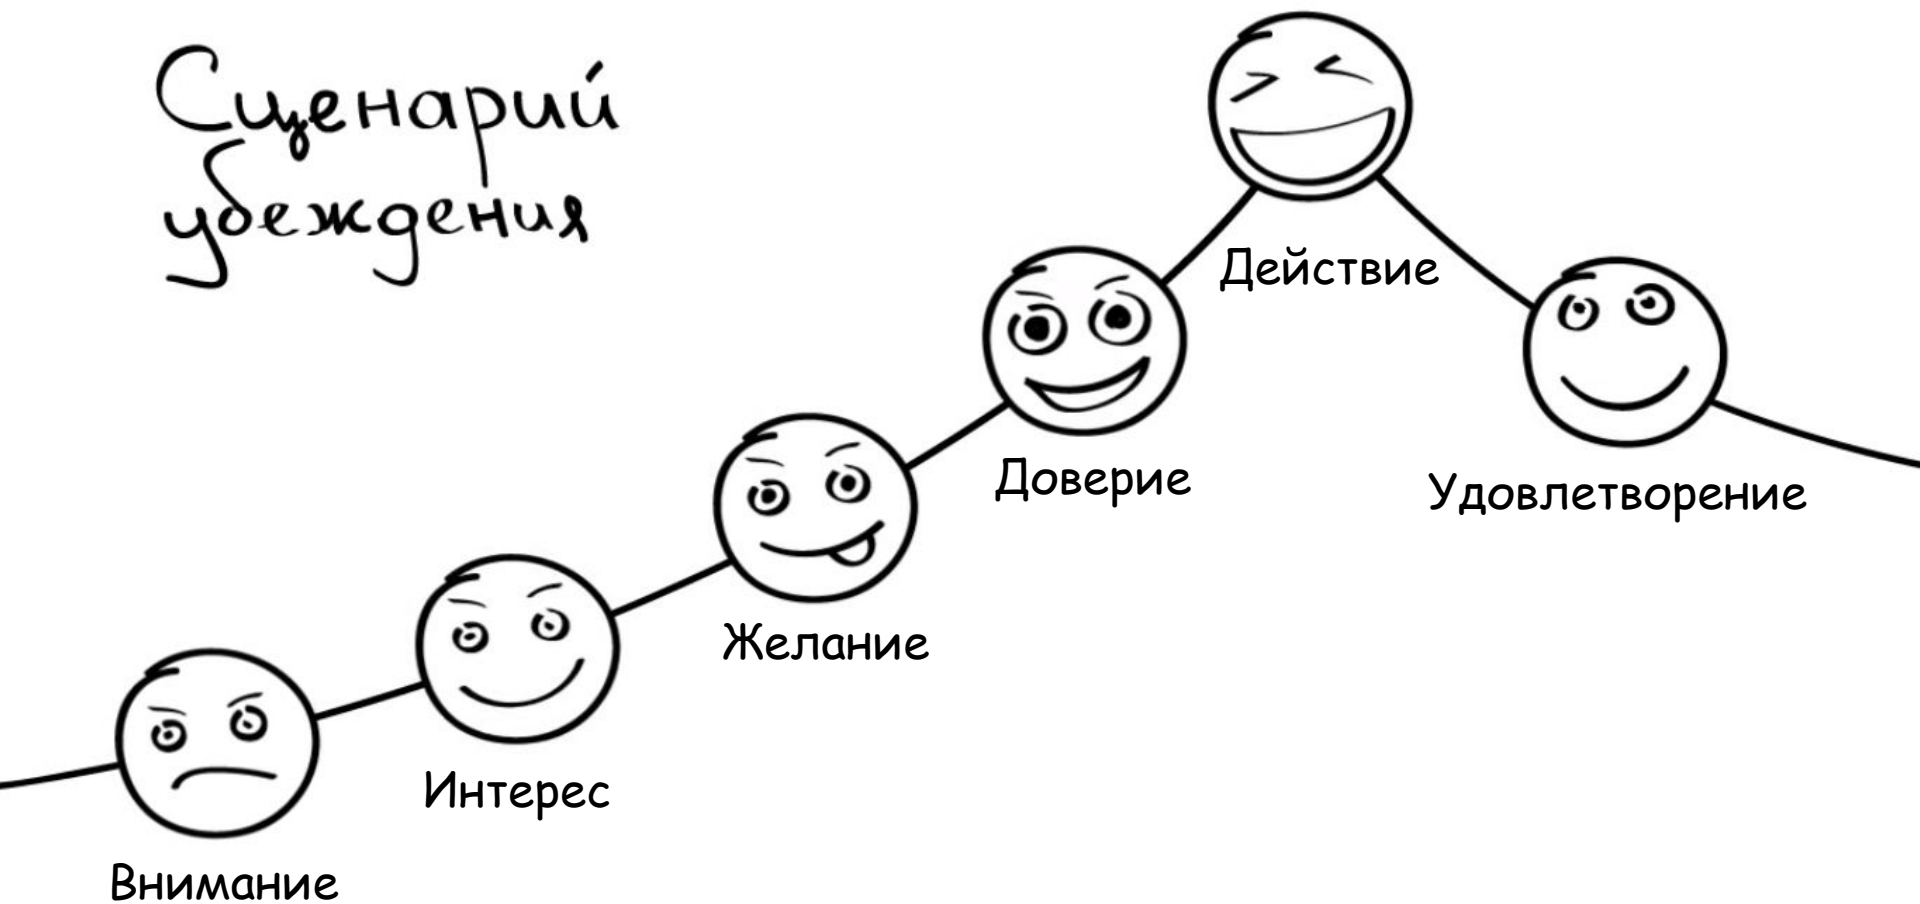 Сценарий
убеждения
Внимание
Интерес
Желание
Доверие
Действие
Удовлетворение